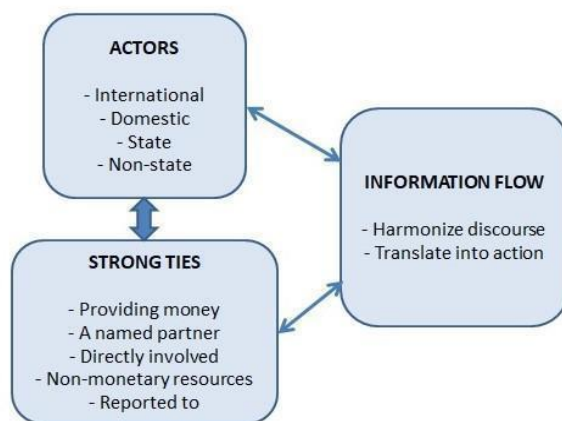 ACTORS
- International
- Domestic
- State
- Non-state
STRONG TIES
- Providing money
- A named partner
- Directly involved
- Non-monetary resources
- Reported to
INFORMATION FLOW
- Harmonize discourse
- Translate into action